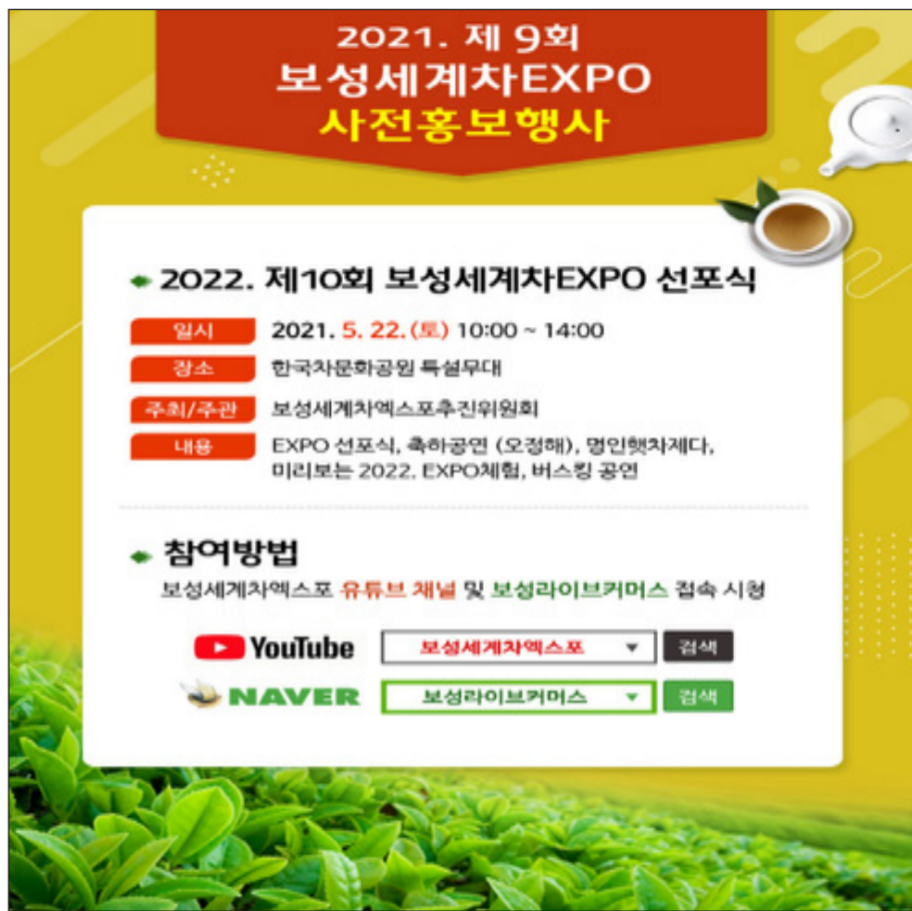 2021. 제 9회
보성세계차EXPO
사전홍보행사
2022. 제10회 보성세계차EXPO 선포식
일시 2021. 5. 22.(토) 10:00 ~ 14:00
장소 한국차문화공원 특설무대
주최/주관 보성세계차엑스포추진위원회
내용 EXPO 선포식, 축하공연 (오정해), 명인햇차제다,
미리보는 2022. EXPO체험, 버스킹 공연
참여방법
보성세계차엑스포 유튜브 채널 및 보성라이브커머스 접속 시청
YouTube 보성세계차엑스포 ▼ 검색
NAVER 보성라이브커머스 ▼ 검색